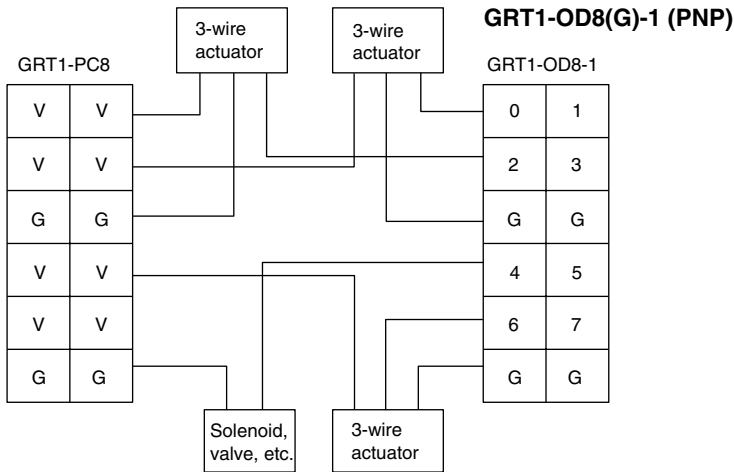 GRT1-OD8(G)-1 (PNP)
3-wire
actuator
3-wire
actuator
GRT1-PC8
GRT1-OD8-1
V V 0 1
V V 2 3
G G G G
V V 4 5
V V 6 7
G G G G
Solenoid,
valve, etc.
3-wire
actuator